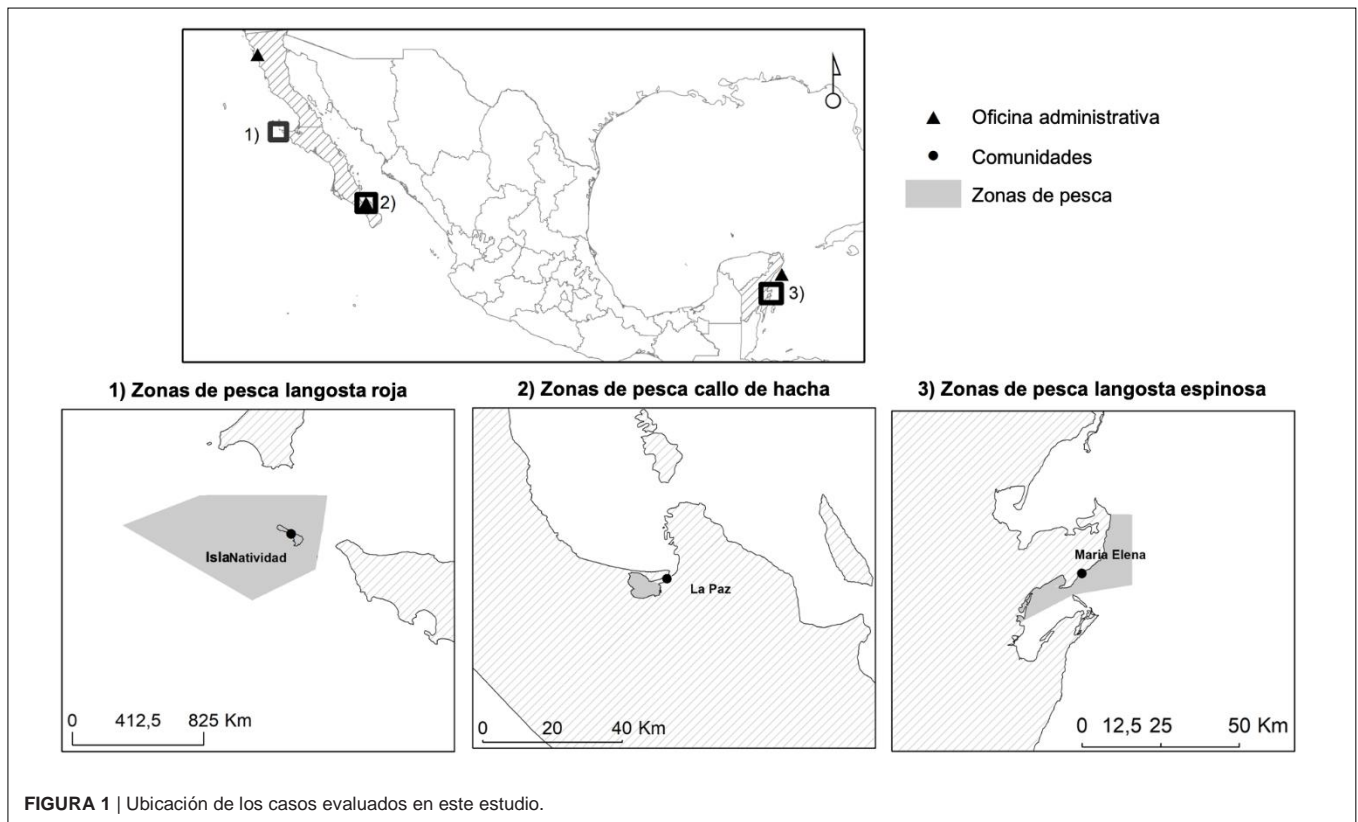 1)
2)
3)
Oficina administrativa
Comunidades
Zonas de pesca
1) Zonas de pesca langosta roja
2) Zonas de pesca callo de hacha
3) Zonas de pesca langosta espinosa
IslaNatividad
La Paz
Maria Elena
0 412,5 825 Km
0 20 40 Km
0 12,5 25 50 Km
FIGURA 1 | Ubicación de los casos evaluados en este estudio.